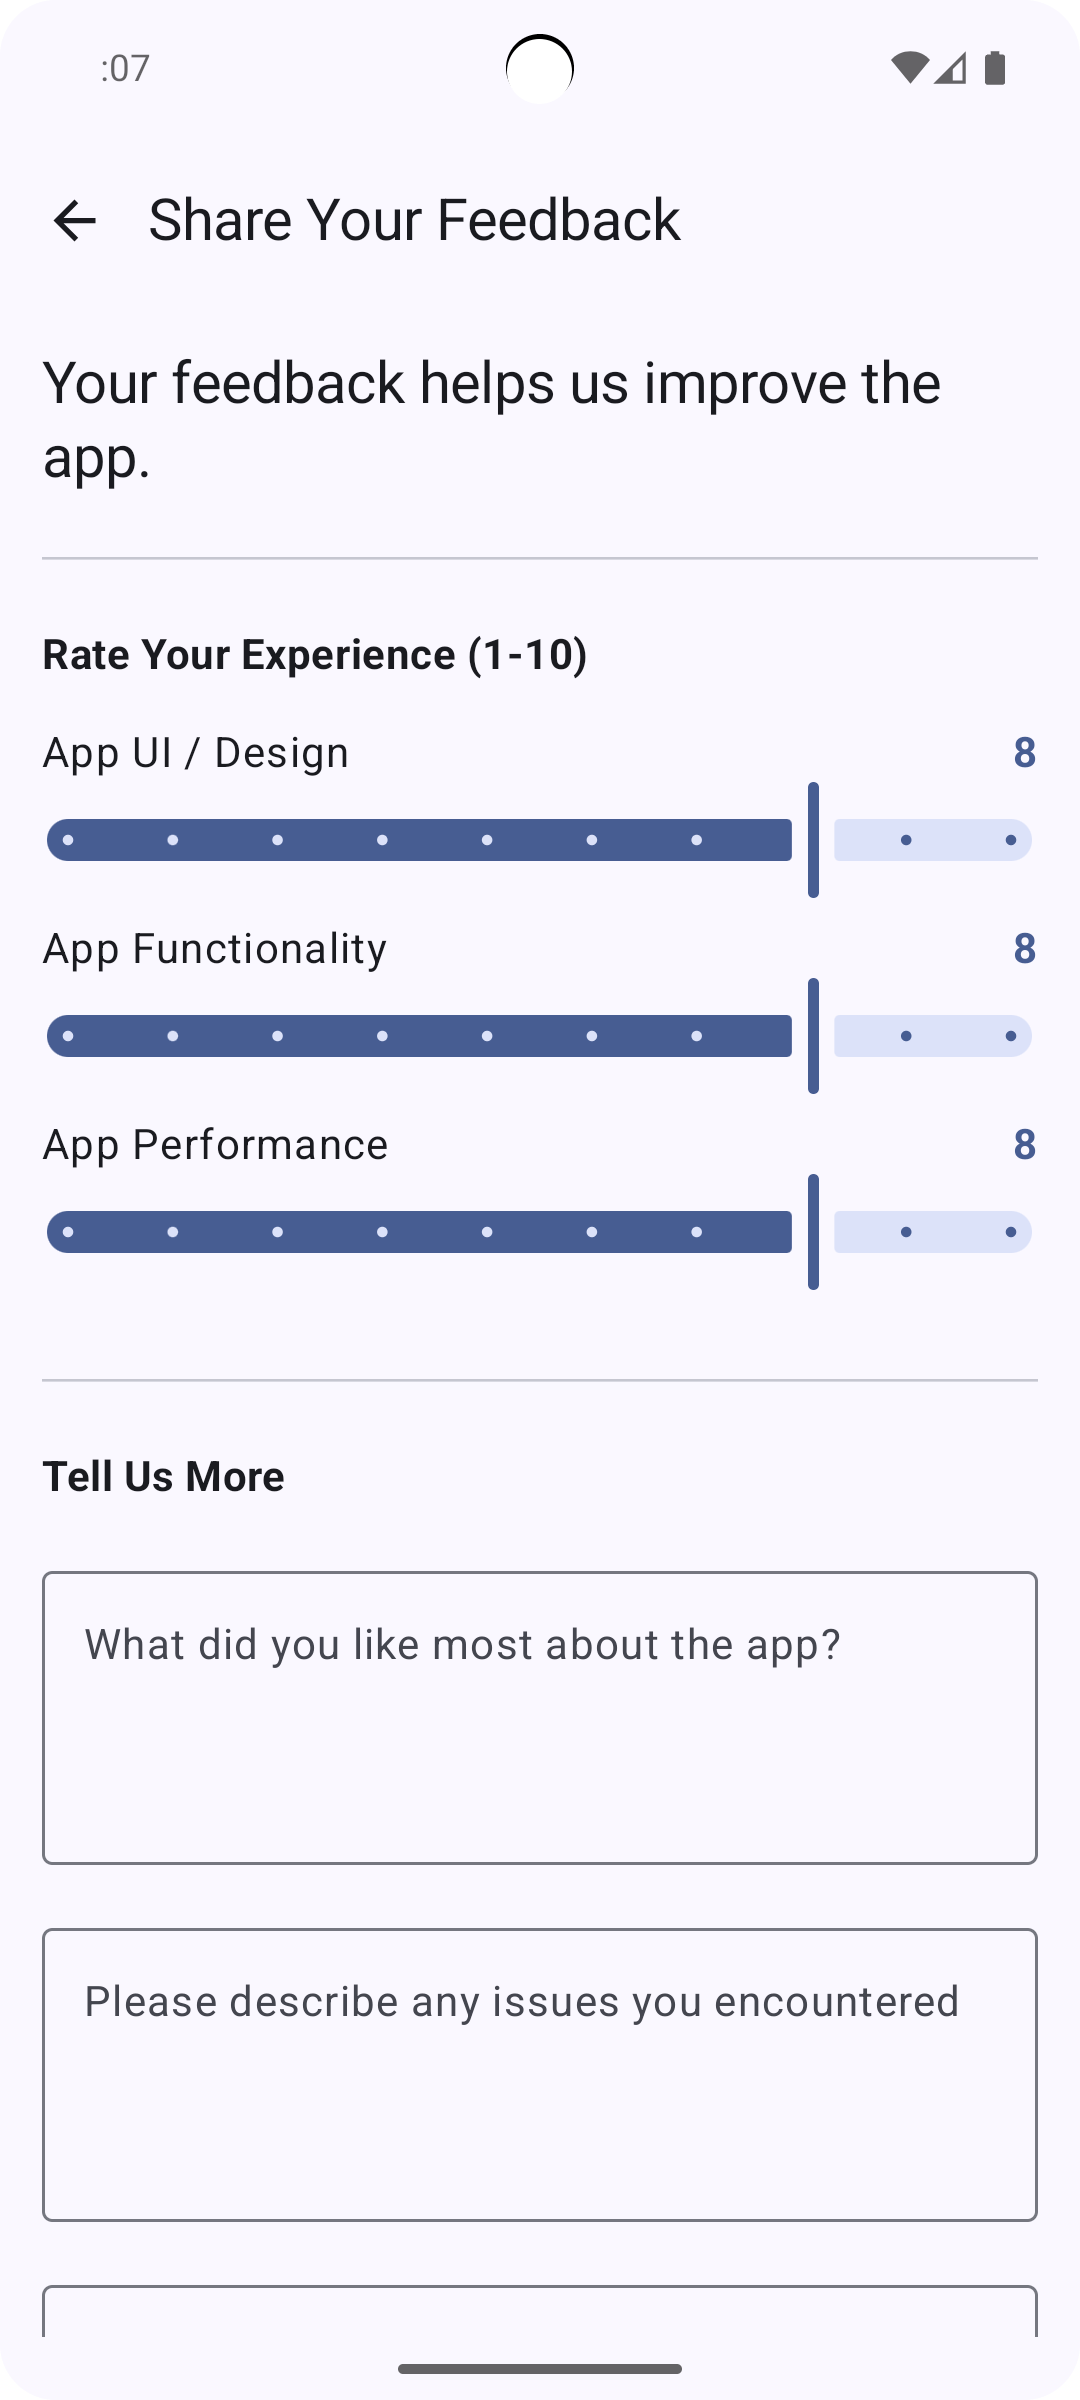 :07
Share Your Feedback
Your feedback helps us improve the
app.
Rate Your Experience (1-10)
App UI / Design 8
App Functionality 8
App Performance 8
Tell Us More
What did you like most about the app?
Please describe any issues you encountered